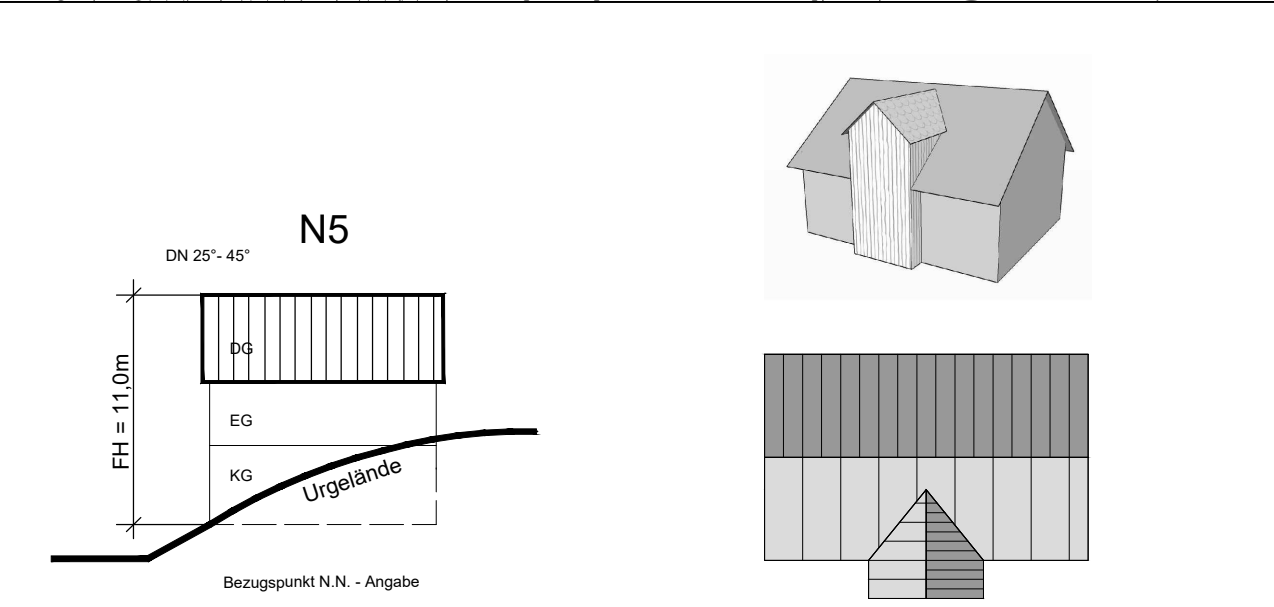 N5
DN 25°- 45°
DG
FH = 11,0m
EG
KG
Urgelände
Bezugspunkt N.N. - Angabe